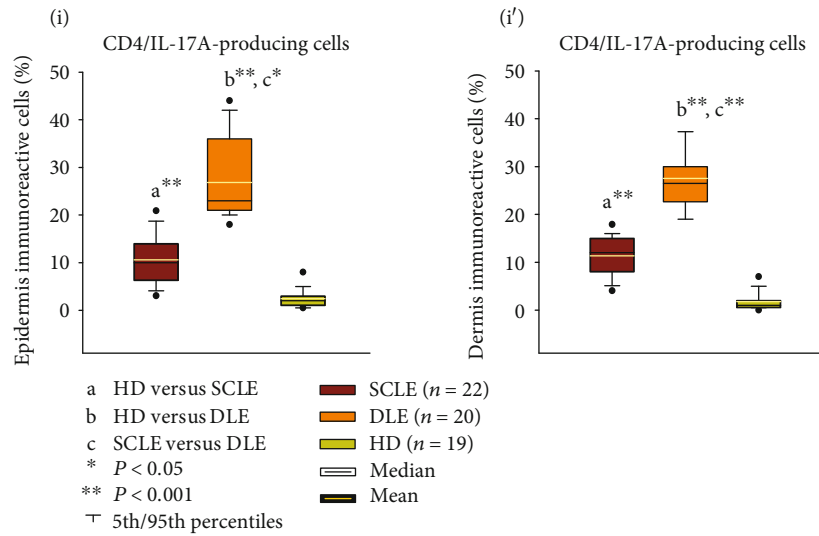 (i)
CD4/IL-17A-producing cells
Epidermis immunoreactive cells (%)
50
40
30
20
10
0
a**
b**, c*
(i′)
CD4/IL-17A-producing cells
Dermis immunoreactive cells (%)
50
40
30
20
10
0
a**
b**, c**
a HD versus SCLE
b HD versus DLE
c SCLE versus DLE
* P < 0.05
** P < 0.001
5th/95th percentiles
SCLE (n = 22)
DLE (n = 20)
HD (n = 19)
Median
Mean